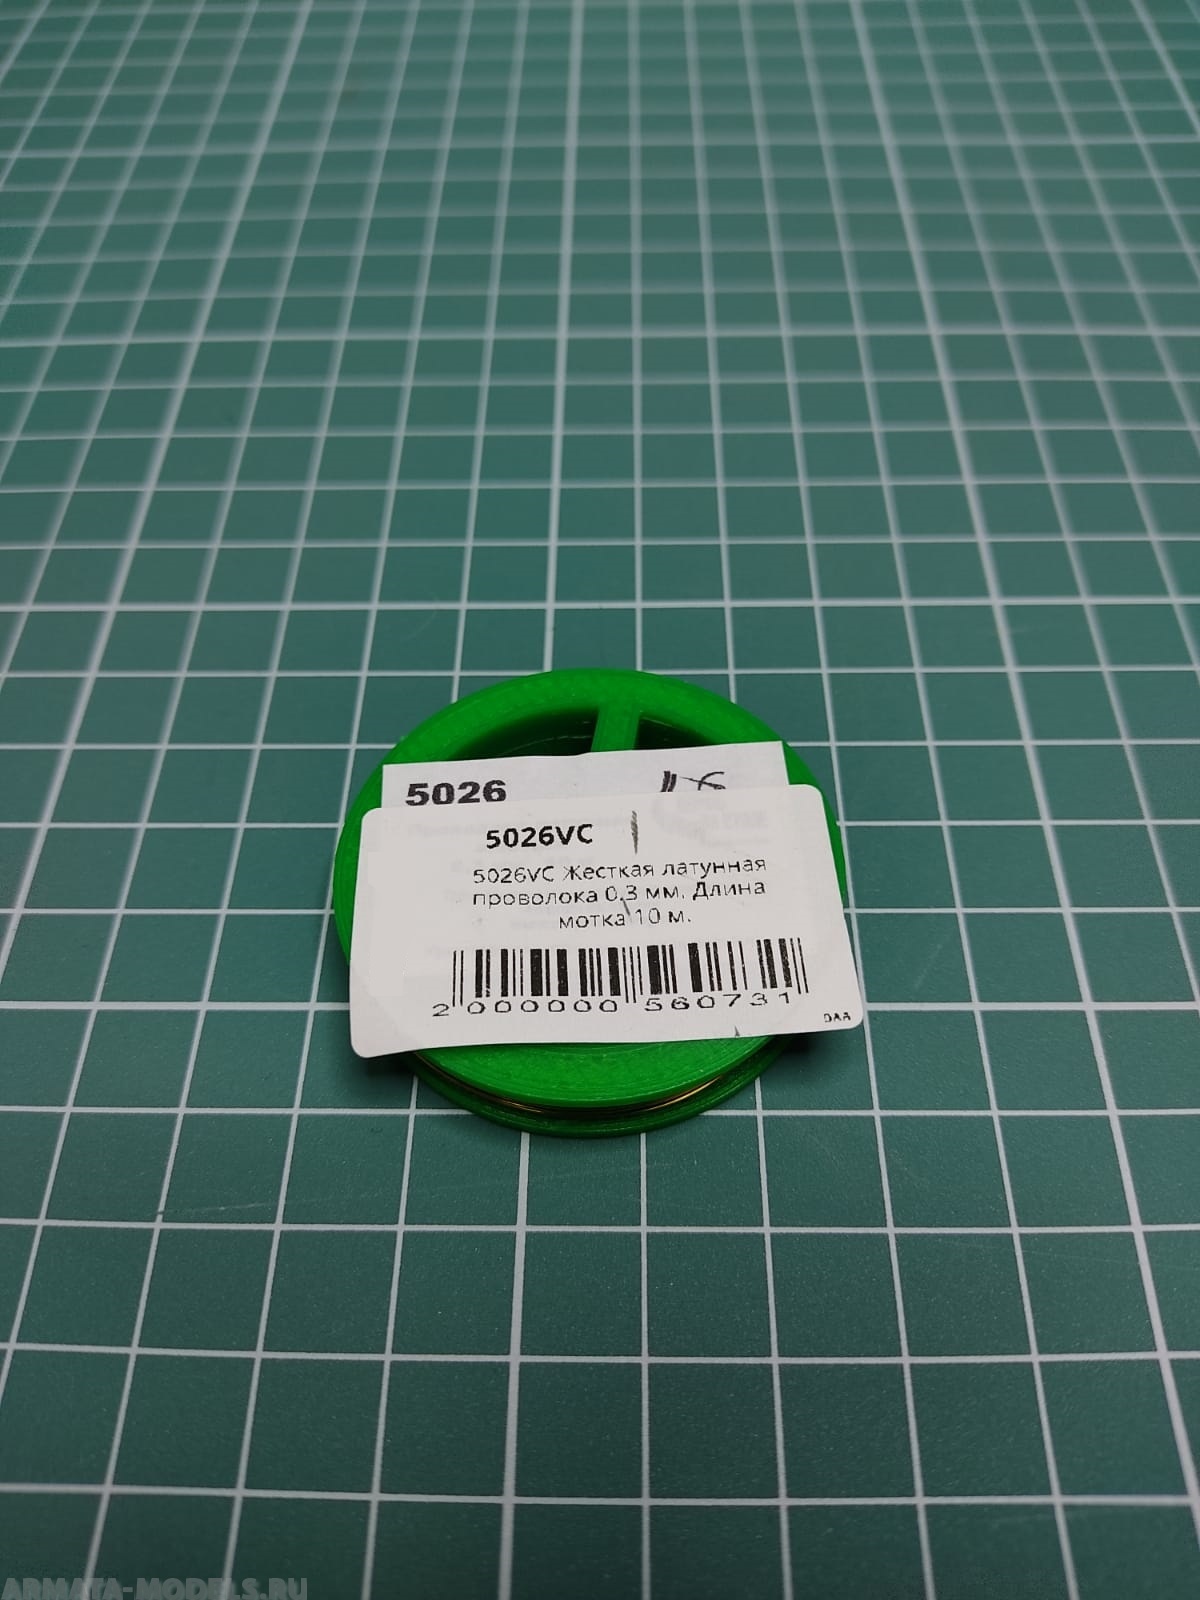 5026
5026VC
5026VC Жесткая латунная
проволока 0.3 мм. Длина
мотка 10 м.
2 000000 560731
ARMATA-MODELS.RU